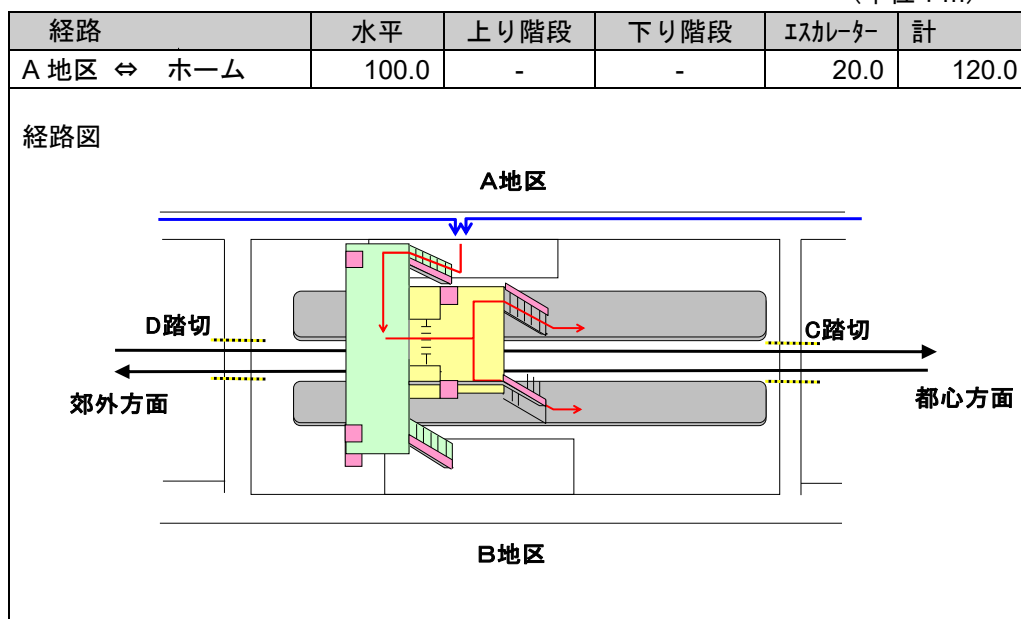 経路 水平 上り階段 下り階段 ｴｽｶﾚｰﾀｰ 計
A 地区 ⇔ ホーム 100.0 - - 20.0 120.0
経路図
A地区
D踏切
C踏切
郊外方面
都心方面
B地区